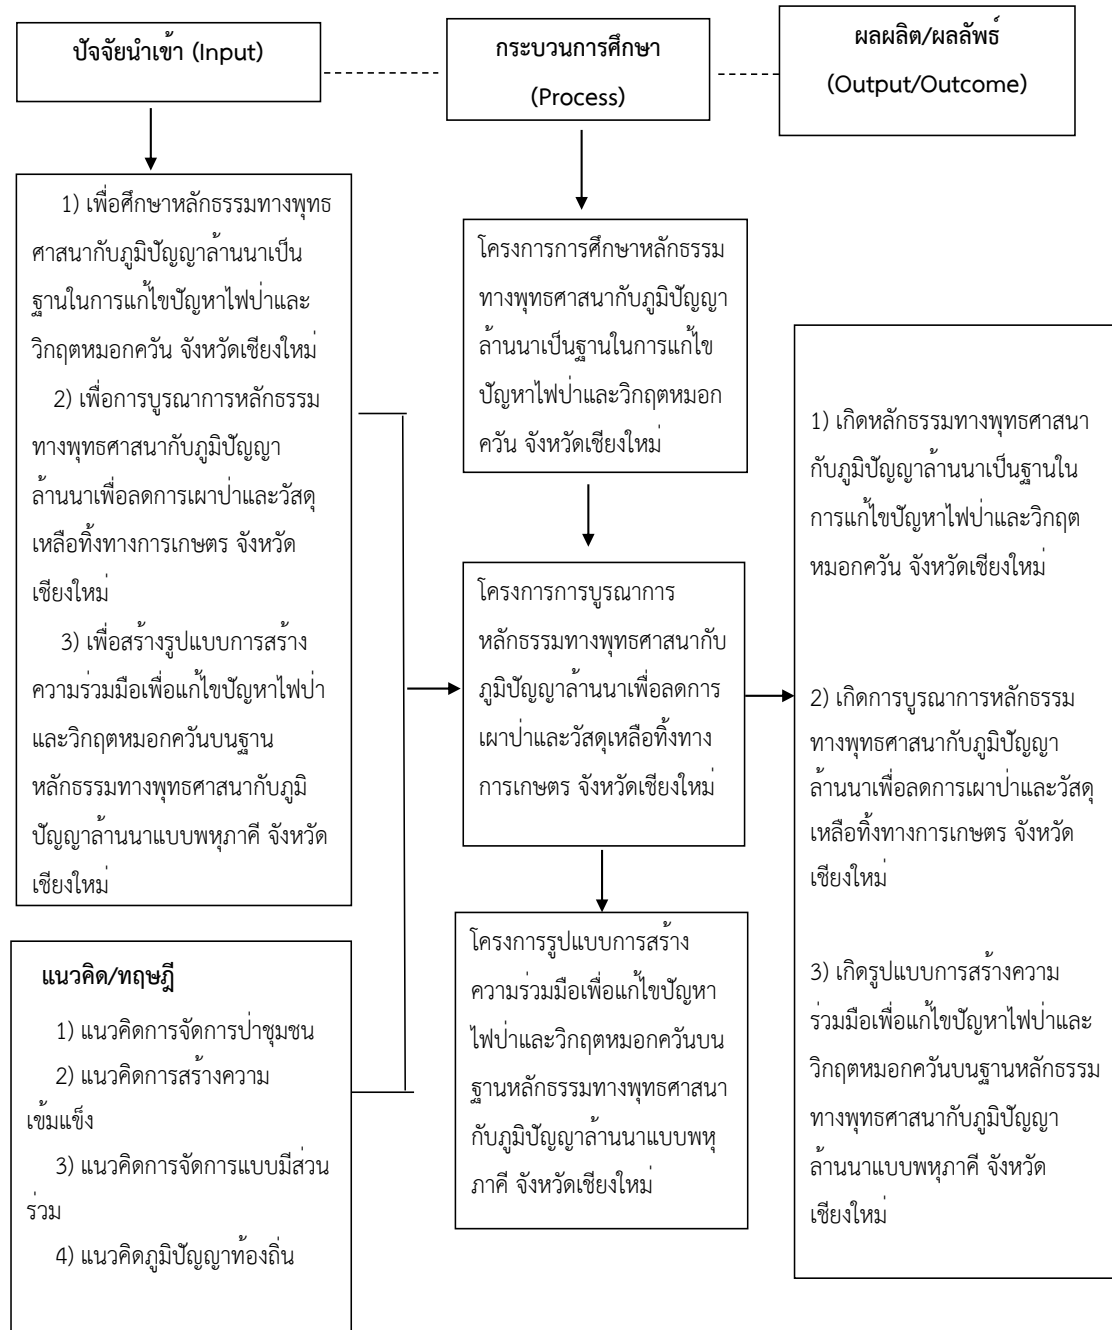 ปัจจัยนำเข้า (Input)
กระบวนการศึกษา
(Process)
ผลผลิต/ผลลัพธ์
(Output/Outcome)
1) เพื่อศึกษาหลักธรรมทางพุทธ
ศาสนากับภูมิปัญญาล้านนาเป็น
ฐานในการแก้ไขปัญหาไฟป่าและ
วิกฤตหมอกควัน จังหวัดเชียงใหม่
2) เพื่อการบูรณาการหลักธรรม
ทางพุทธศาสนากับภูมิปัญญา
ล้านนาเพื่อลดการเผาป่าและวัสดุ
เหลือทิ้งทางการเกษตร จังหวัด
เชียงใหม่
3) เพื่อสร้างรูปแบบการสร้าง
ความร่วมมือเพื่อแก้ไขปัญหาไฟป่า
และวิกฤตหมอกควันบนฐาน
หลักธรรมทางพุทธศาสนากับภูมิ
ปัญญาล้านนาแบบพหุภาคี จังหวัด
เชียงใหม่
แนวคิด/ทฤษฎี
1) แนวคิดการจัดการป่าชุมชน
2) แนวคิดการสร้างความ
เข้มแข็ง
3) แนวคิดการจัดการแบบมีส่วน
ร่วม
4) แนวคิดภูมิปัญญาท้องถิ่น
โครงการการศึกษาหลักธรรม
ทางพุทธศาสนากับภูมิปัญญา
ล้านนาเป็นฐานในการแก้ไข
ปัญหาไฟป่าและวิกฤตหมอก
ควัน จังหวัดเชียงใหม่
โครงการการบูรณาการ
หลักธรรมทางพุทธศาสนากับ
ภูมิปัญญาล้านนาเพื่อลดการ
เผาป่าและวัสดุเหลือทิ้งทาง
การเกษตร จังหวัดเชียงใหม่
โครงการรูปแบบการสร้าง
ความร่วมมือเพื่อแก้ไขปัญหา
ไฟป่าและวิกฤตหมอกควันบน
ฐานหลักธรรมทางพุทธศาสนา
กับภูมิปัญญาล้านนาแบบพหุ
ภาคี จังหวัดเชียงใหม่
1) เกิดหลักธรรมทางพุทธศาสนา
กับภูมิปัญญาล้านนาเป็นฐานใน
การแก้ไขปัญหาไฟป่าและวิกฤต
หมอกควัน จังหวัดเชียงใหม่
2) เกิดการบูรณาการหลักธรรม
ทางพุทธศาสนากับภูมิปัญญา
ล้านนาเพื่อลดการเผาป่าและวัสดุ
เหลือทิ้งทางการเกษตร จังหวัด
เชียงใหม่
3) เกิดรูปแบบการสร้างความ
ร่วมมือเพื่อแก้ไขปัญหาไฟป่าและ
วิกฤตหมอกควันบนฐานหลักธรรม
ทางพุทธศาสนากับภูมิปัญญา
ล้านนาแบบพหุภาคี จังหวัด
เชียงใหม่